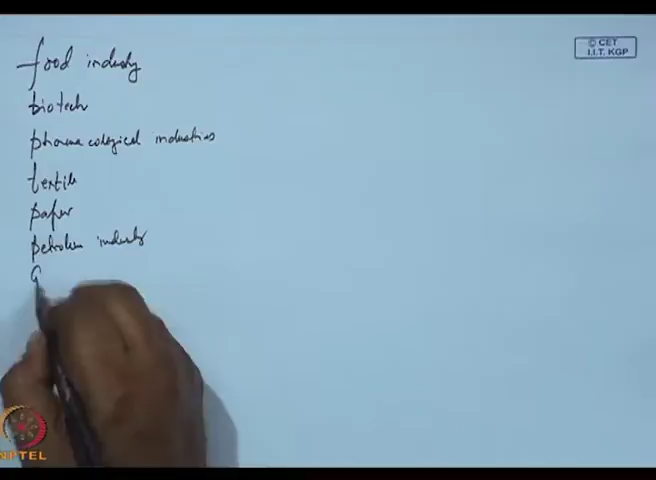 food industry
© CET
I.I.T. KGP
biotech
pharmacological industries
textile
paper
petroleum industry
NPTEL